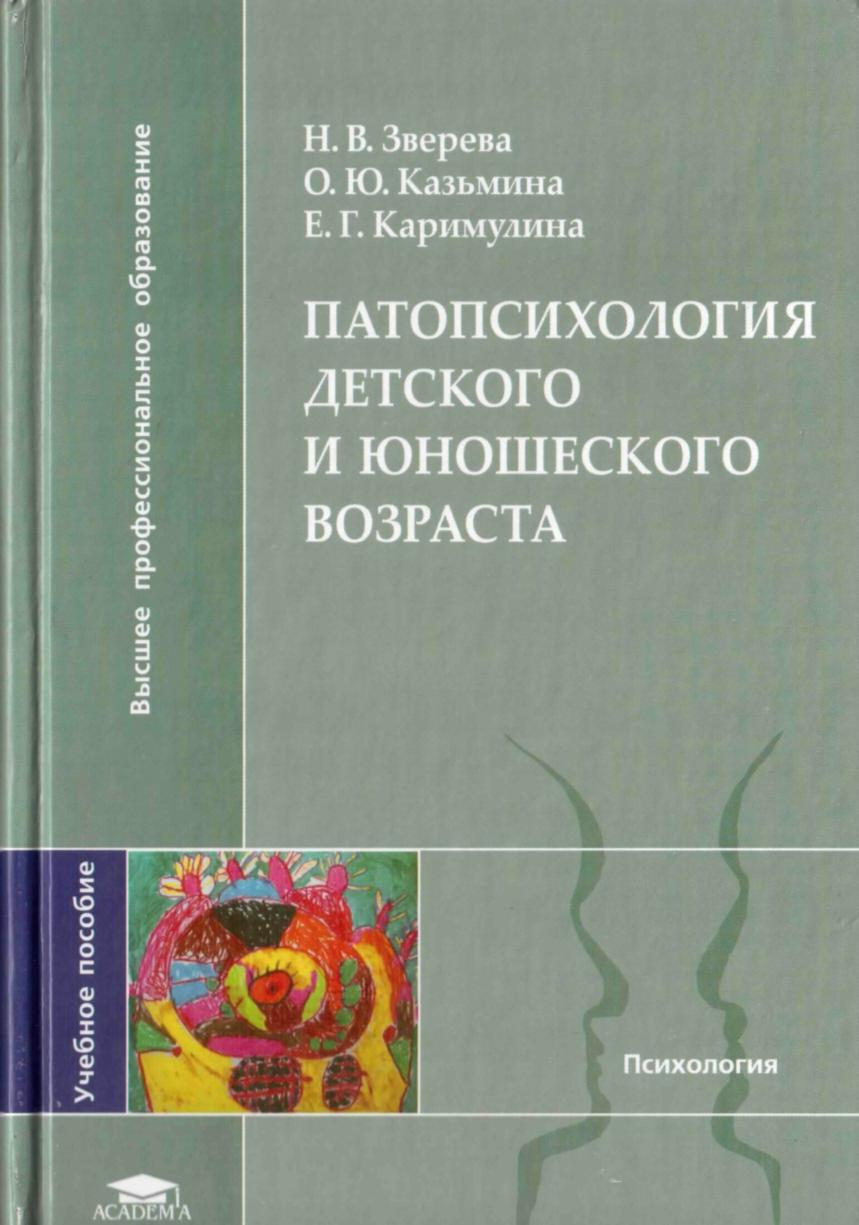 Н. В. Зверева
О. Ю. Казьмина
Е. Г. Каримулина
ПАТОПСИХОЛОГИЯ
ДЕТСКОГО
И ЮНОШЕСКОГО
ВОЗРАСТА
Высшее профессиональное образование
Учебное пособие
Психология
ACADEMA